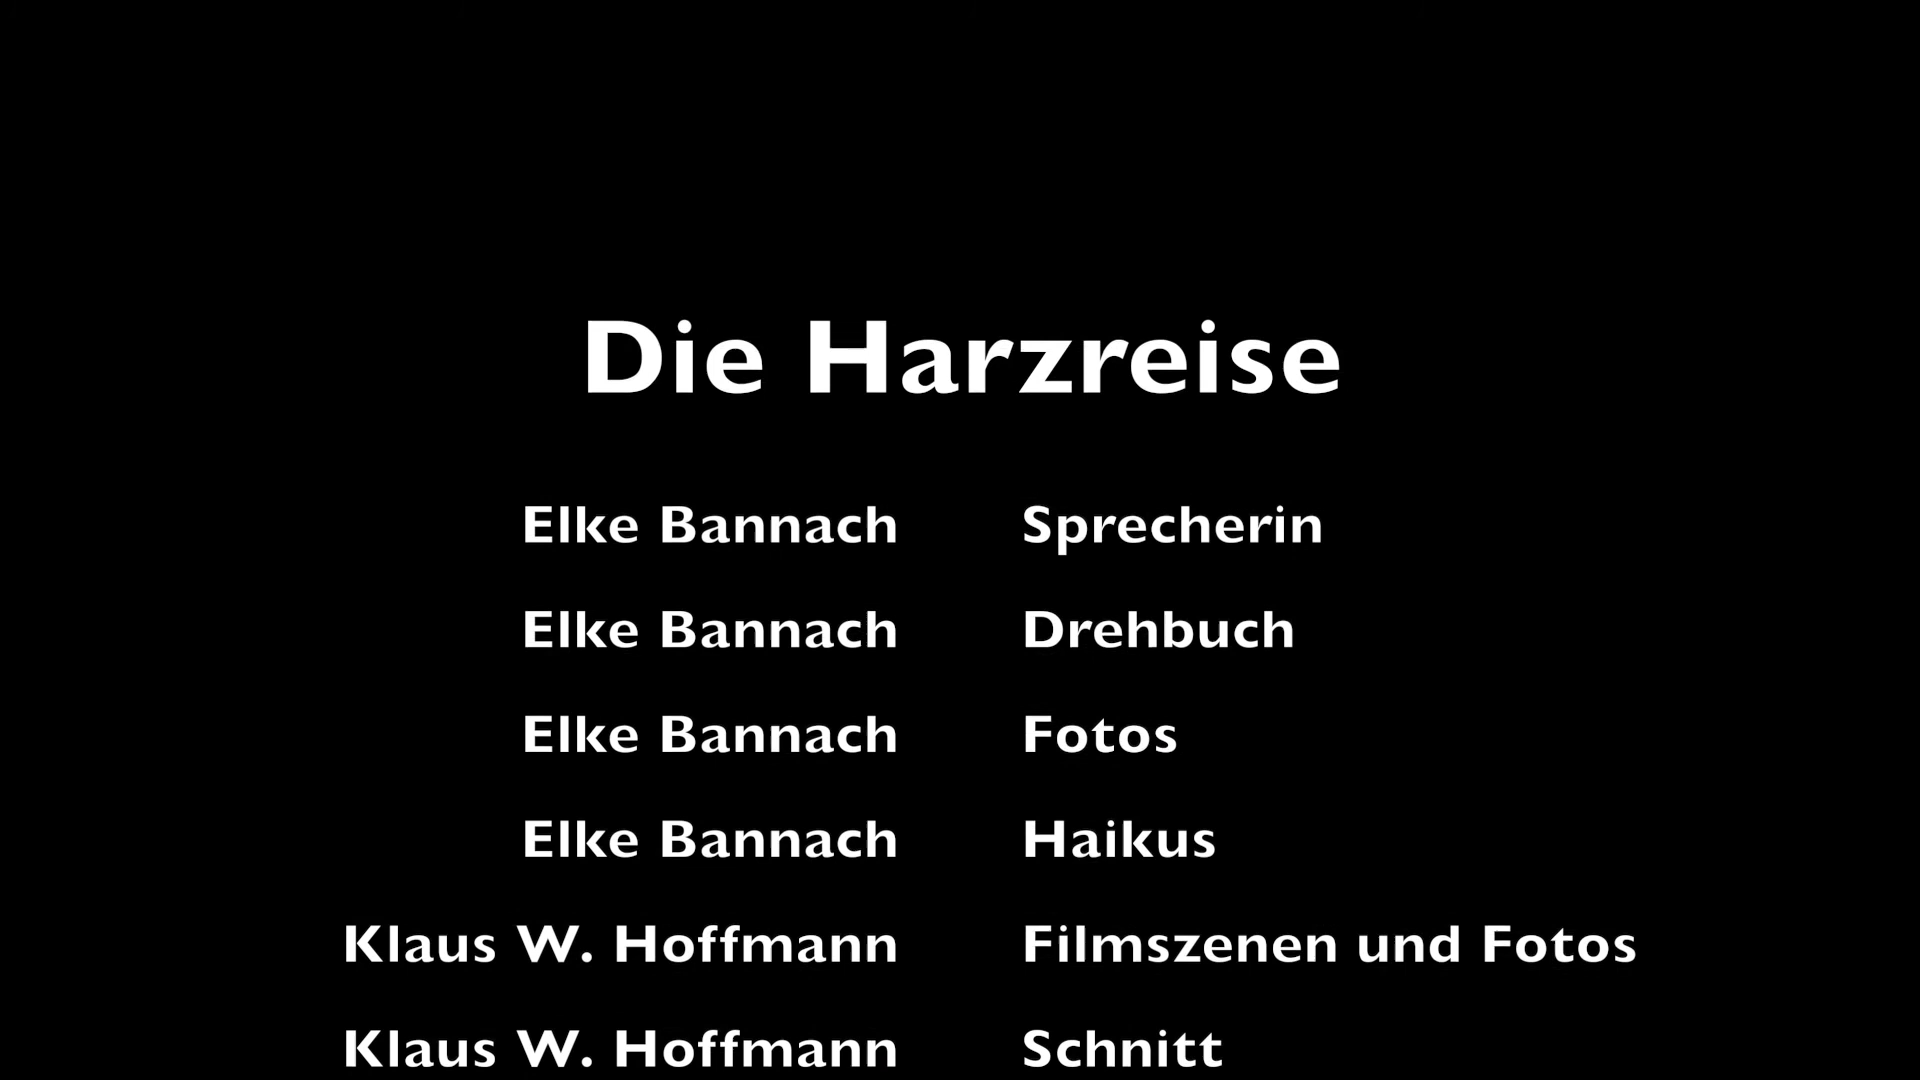 Die Harzreise
Elke Bannach Sprecherin
Elke Bannach Drehbuch
Elke Bannach Fotos
Elke Bannach Haikus
Klaus W. Hoffmann Filmszenen und Fotos
Klaus W. Hoffmann Schnitt